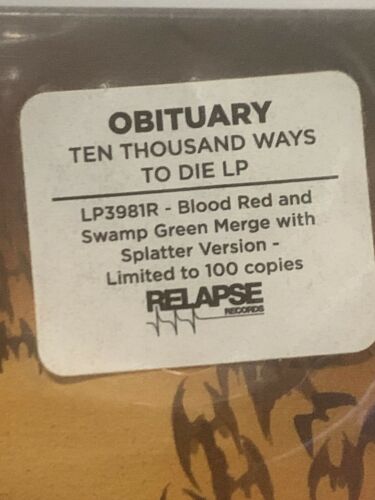 OBITUARY
TEN THOUSAND WAYS
TO DIE LP
LP3981R - Blood Red and
Swamp Green Merge with
Splatter Version -
Limited to 100 copies
RELAPSE
RECORDS